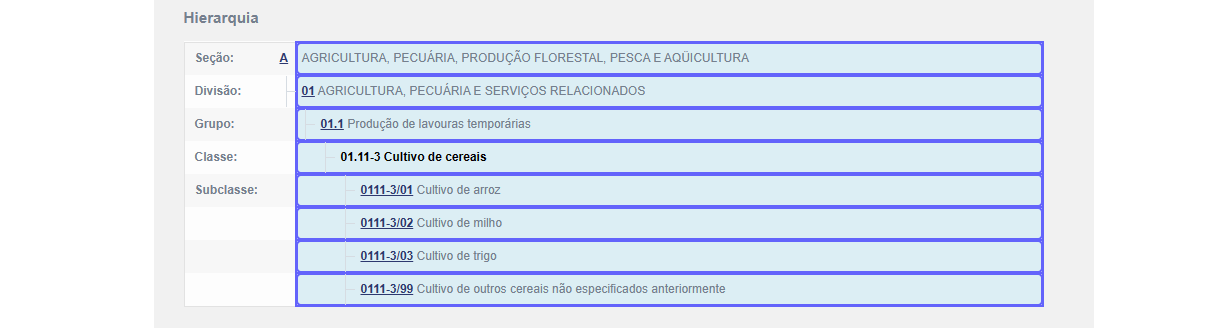 Hierarquia
Seção: A AGRICULTURA, PECUÁRIA, PRODUÇÃO FLORESTAL, PESCA E AQÜICULTURA
Divisão: 01 AGRICULTURA, PECUÁRIA E SERVIÇOS RELACIONADOS
Grupo: 01.1 Produção de lavouras temporárias
Classe: 01.11-3 Cultivo de cereais
Subclasse: 0111-3/01 Cultivo de arroz
0111-3/02 Cultivo de milho
0111-3/03 Cultivo de trigo
0111-3/99 Cultivo de outros cereais não especificados anteriormente